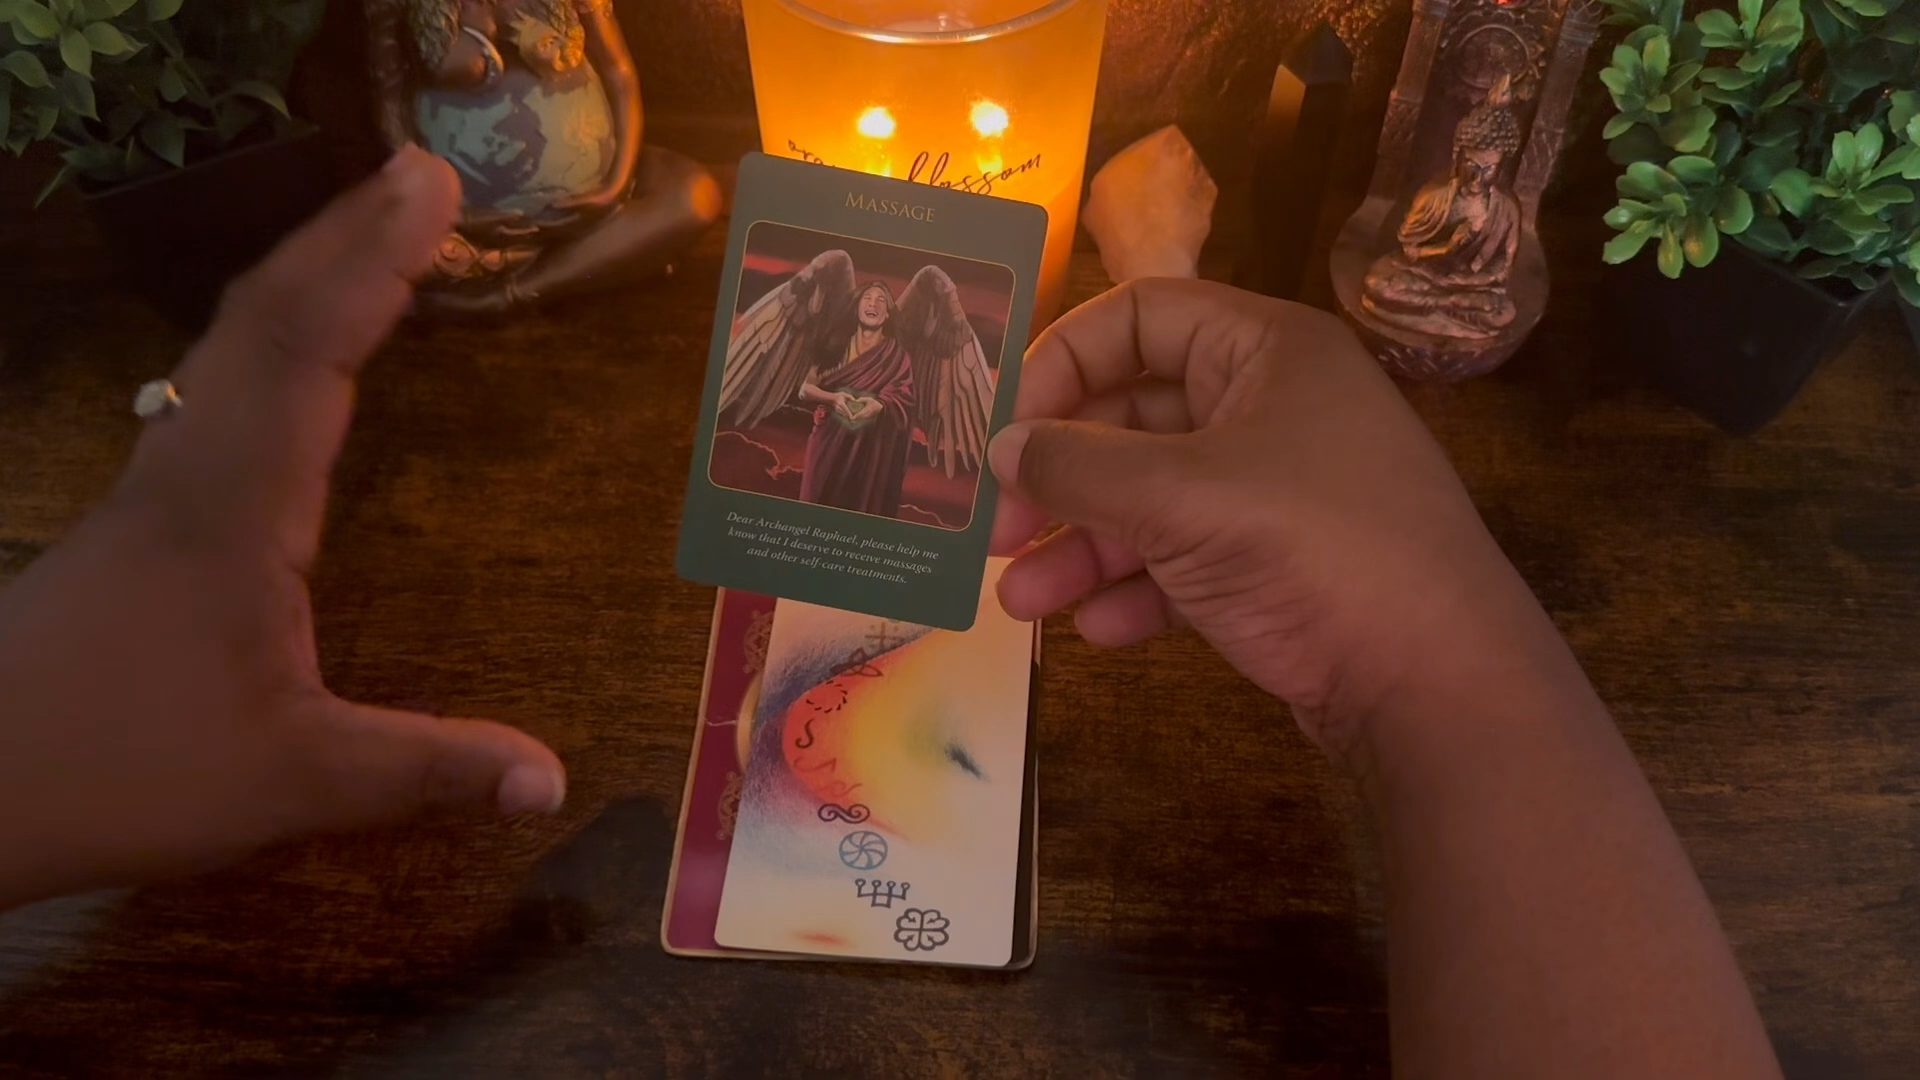 blossom
MASSAGE
Dear Archangel Raphael, please help me
know that I deserve to receive massages
and other self-care treatments.